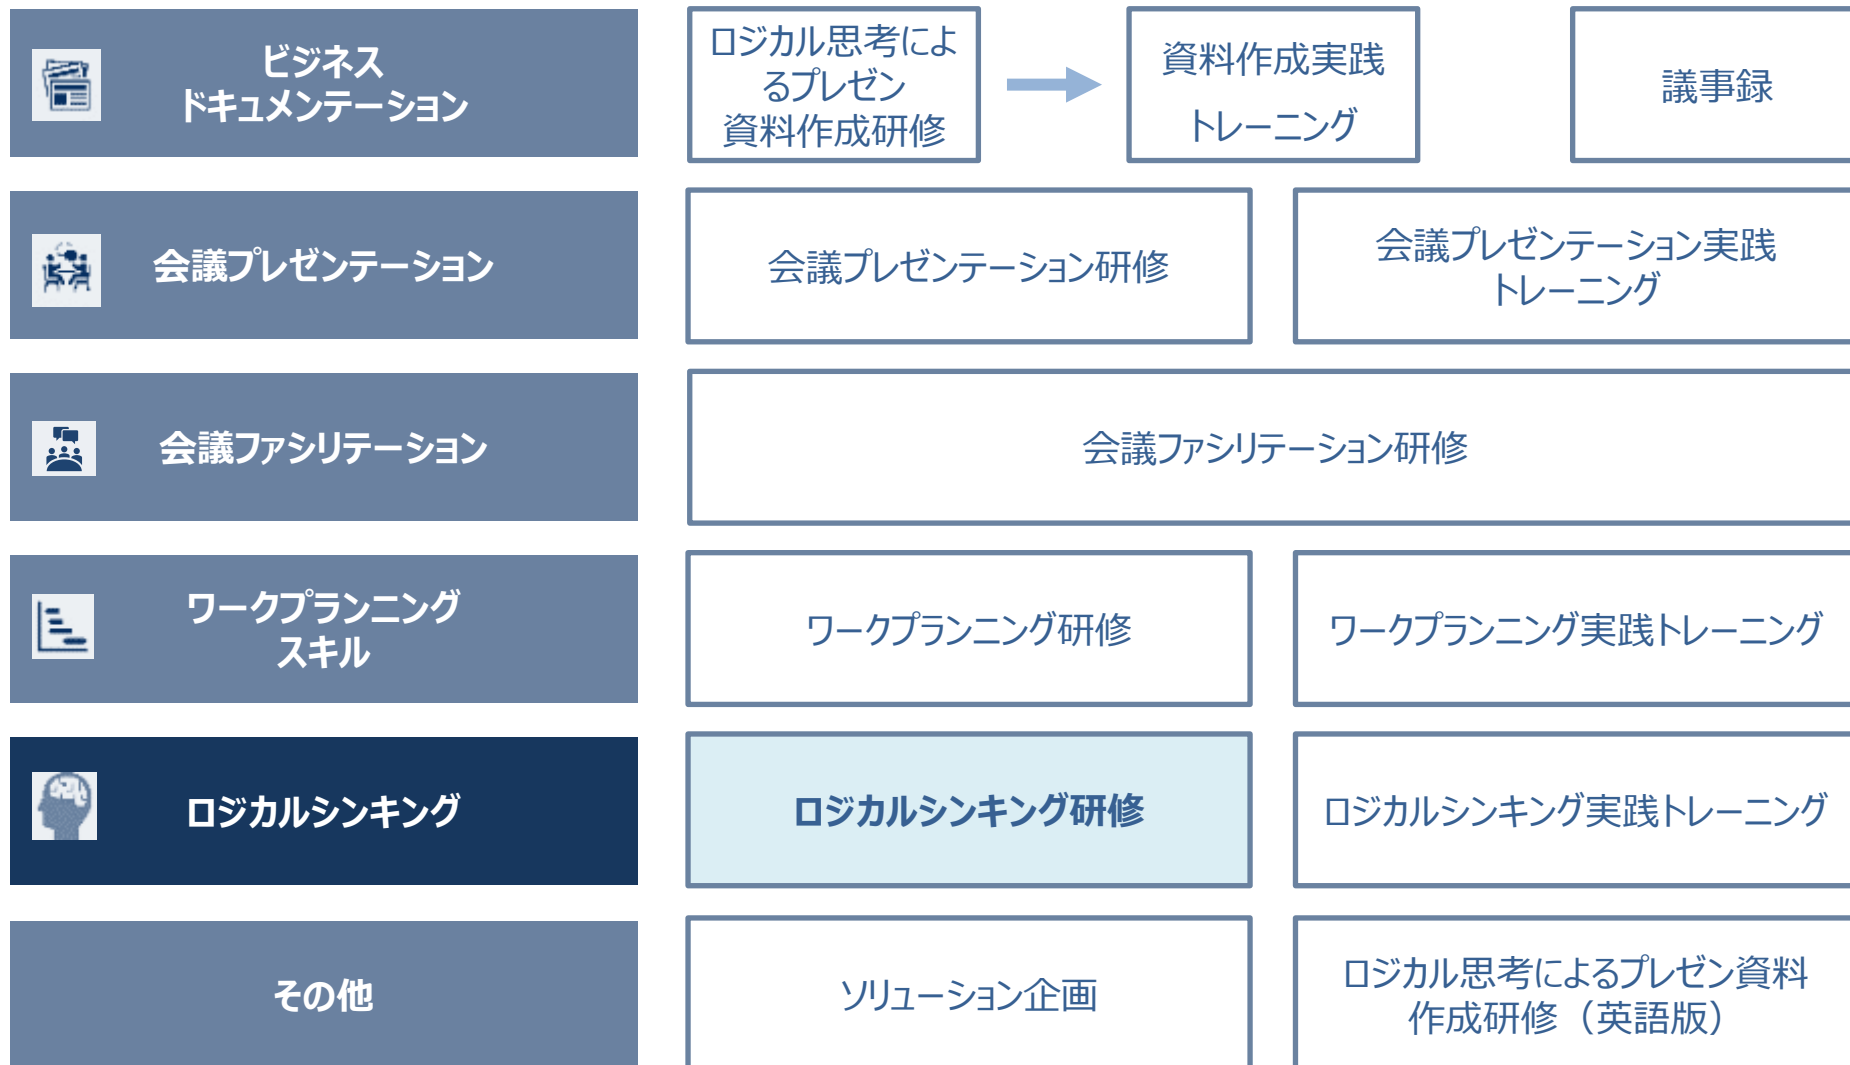 ビジネス
ドキュメンテーション
ロジカル思考によ
るプレゼン
資料作成研修
資料作成実践
トレーニング
議事録
会議プレゼンテーション
会議プレゼンテーション研修
会議プレゼンテーション実践
トレーニング
会議ファシリテーション
会議ファシリテーション研修
ワークプランニング
スキル
ワークプランニング研修
ワークプランニング実践トレーニング
ロジカルシンキング
ロジカルシンキング研修
ロジカルシンキング実践トレーニング
その他
ソリューション企画
ロジカル思考によるプレゼン資料
作成研修（英語版）